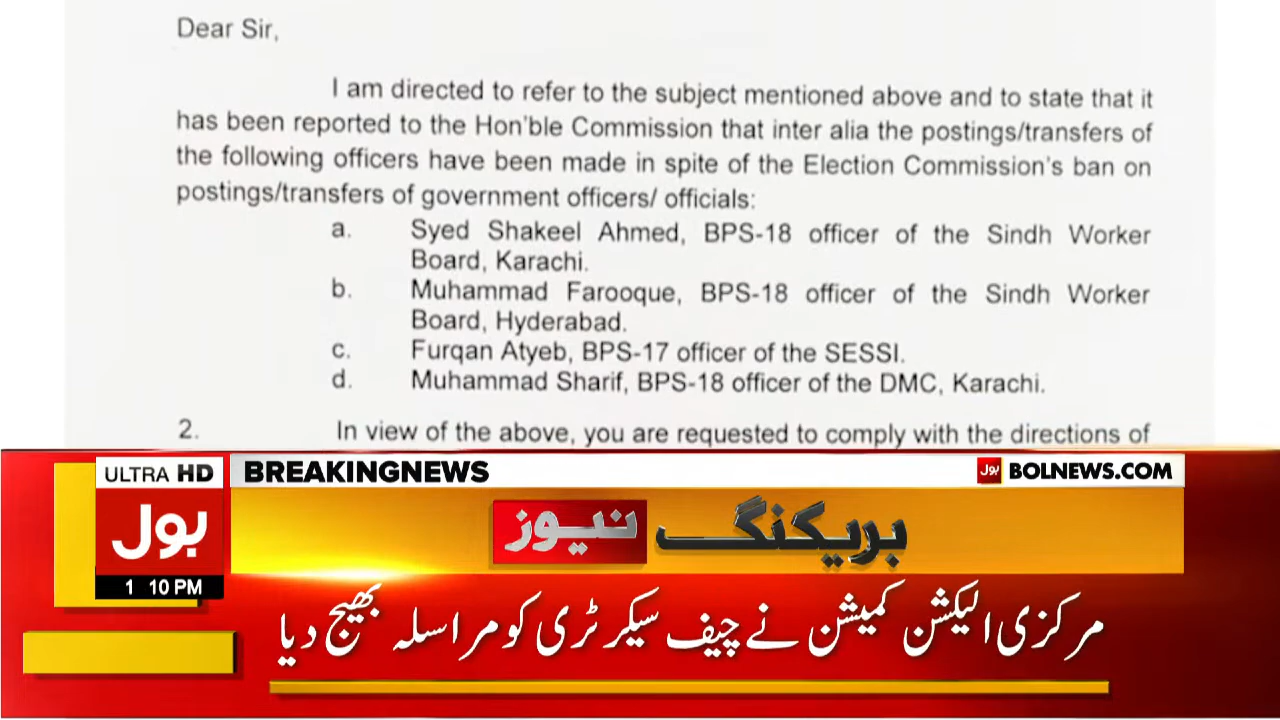 Dear Sir,
I am directed to refer to the subject mentioned above and to state that it
has been reported to the Hon'ble Commission that inter alia the postings/transfers of
the following officers have been made in spite of the Election Commission's ban on
postings/transfers of government officers/ officials:
a. Syed Shakeel Ahmed, BPS-18 officer of the Sindh Worker
Board, Karachi.
b. Muhammad Farooque, BPS-18 officer of the Sindh Worker
Board, Hyderabad.
c. Furqan Atyeb, BPS-17 officer of the SESSI.
d. Muhammad Sharif, BPS-18 officer of the DMC, Karachi.
2. In view of the above, you are requested to comply with the directions of
ULTRA HD
BREAKINGNEWS
بول BOLNEWS.COM
بول
بریکنگ نیوز
1 10 PM
مرکزی الیکشن کمیشن نے چیف سیکرٹری کو مراسلہ بھیج دیا